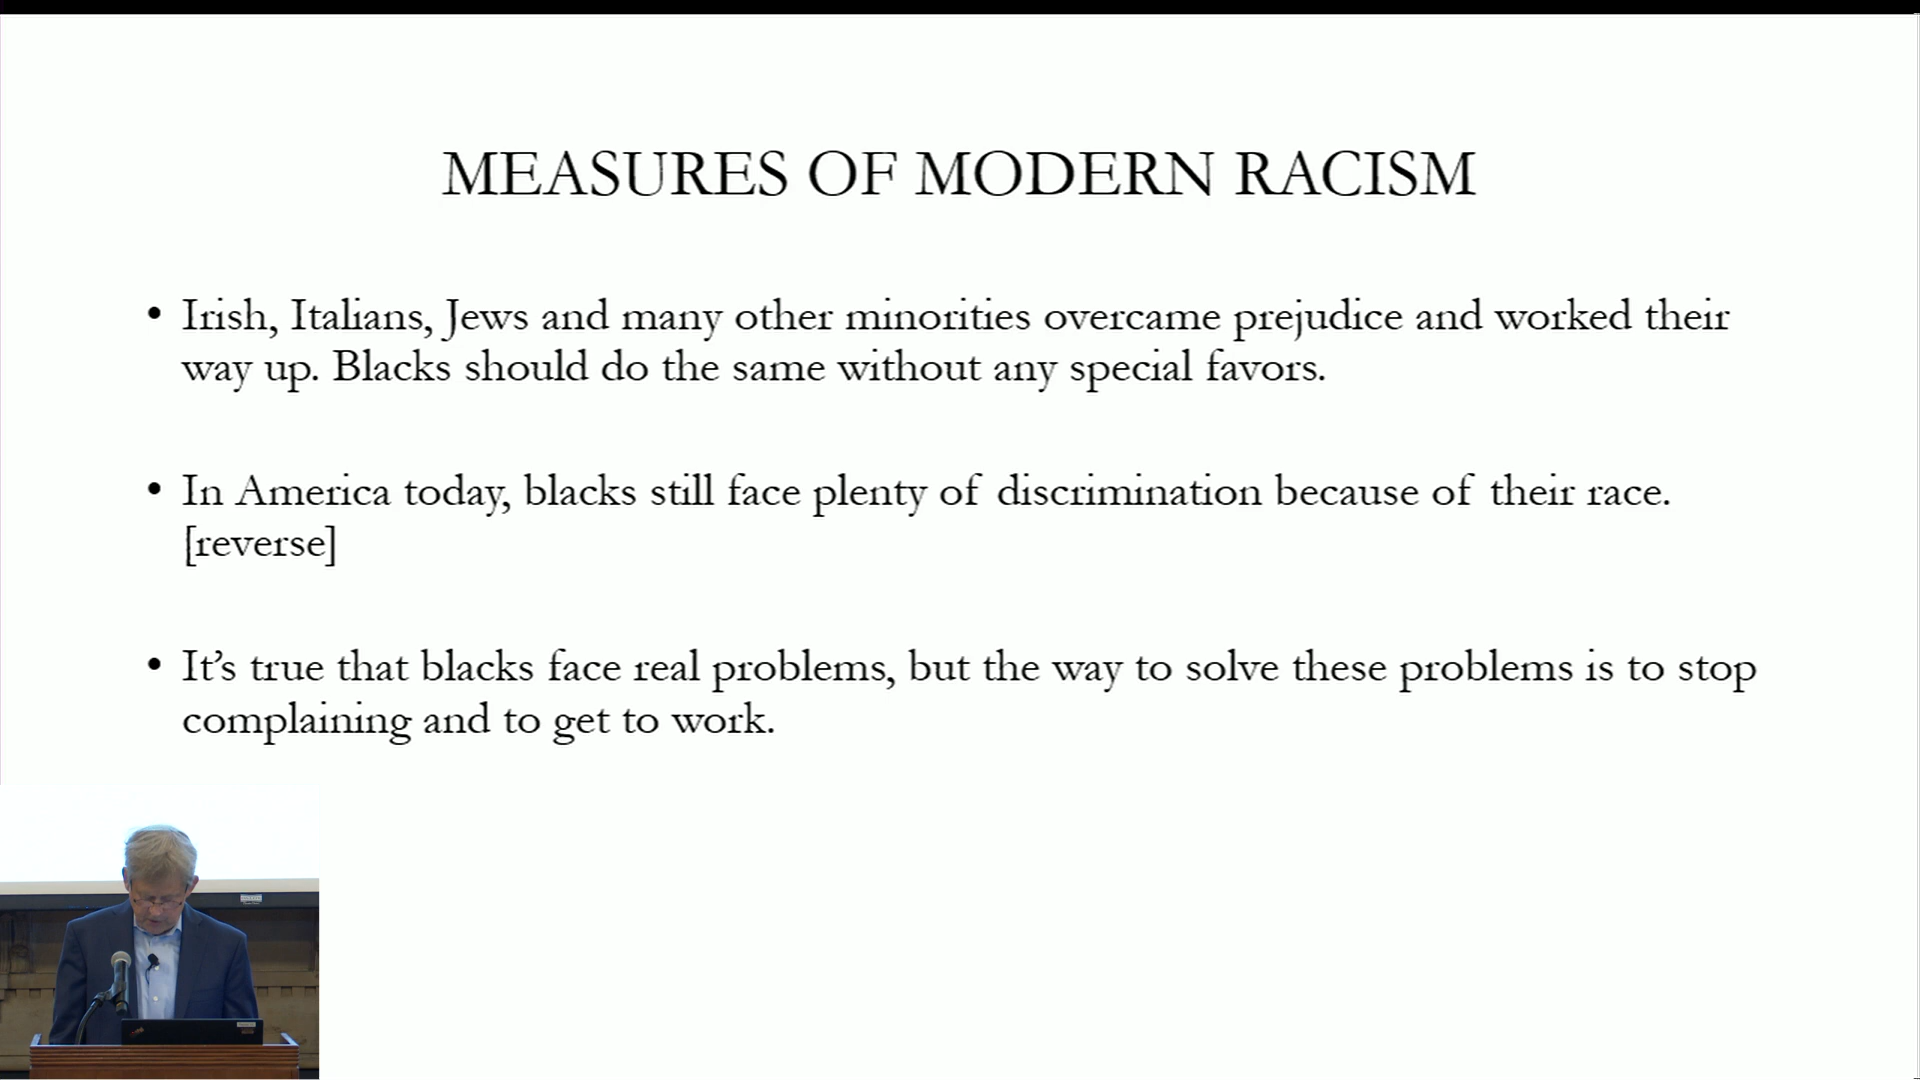 MEASURES OF MODERN RACISM
• Irish, Italians, Jews and many other minorities overcame prejudice and worked their
way up. Blacks should do the same without any special favors.
• In America today, blacks still face plenty of discrimination because of their race.
[reverse]
• It’s true that blacks face real problems, but the way to solve these problems is to stop
complaining and to get to work.